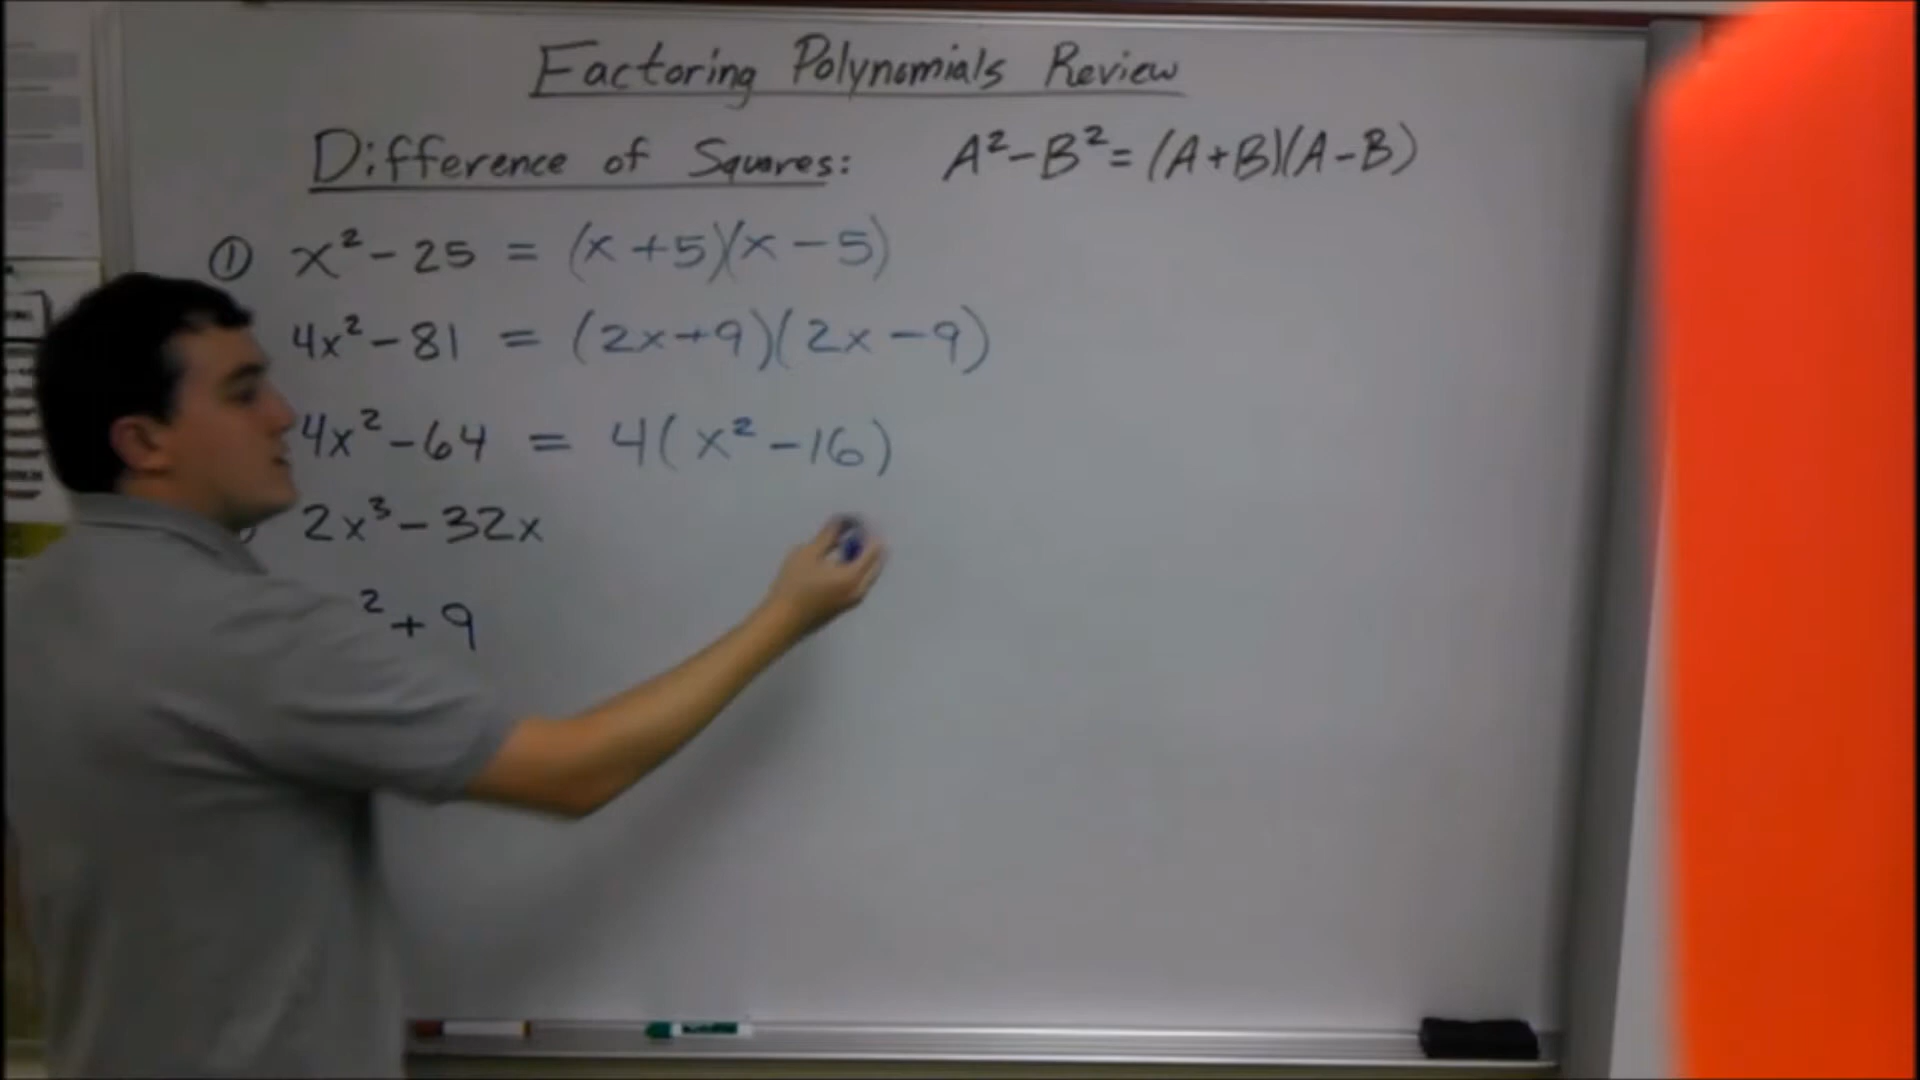 Factoring Polynomials Review
Difference of Squares: A²-B²=(A+B)(A-B)
① x²-25 = (x+5)(x-5)
4x²-81 = (2x+9)(2x-9)
4x²-64 = 4(x²-16)
2x³-32x
²+9